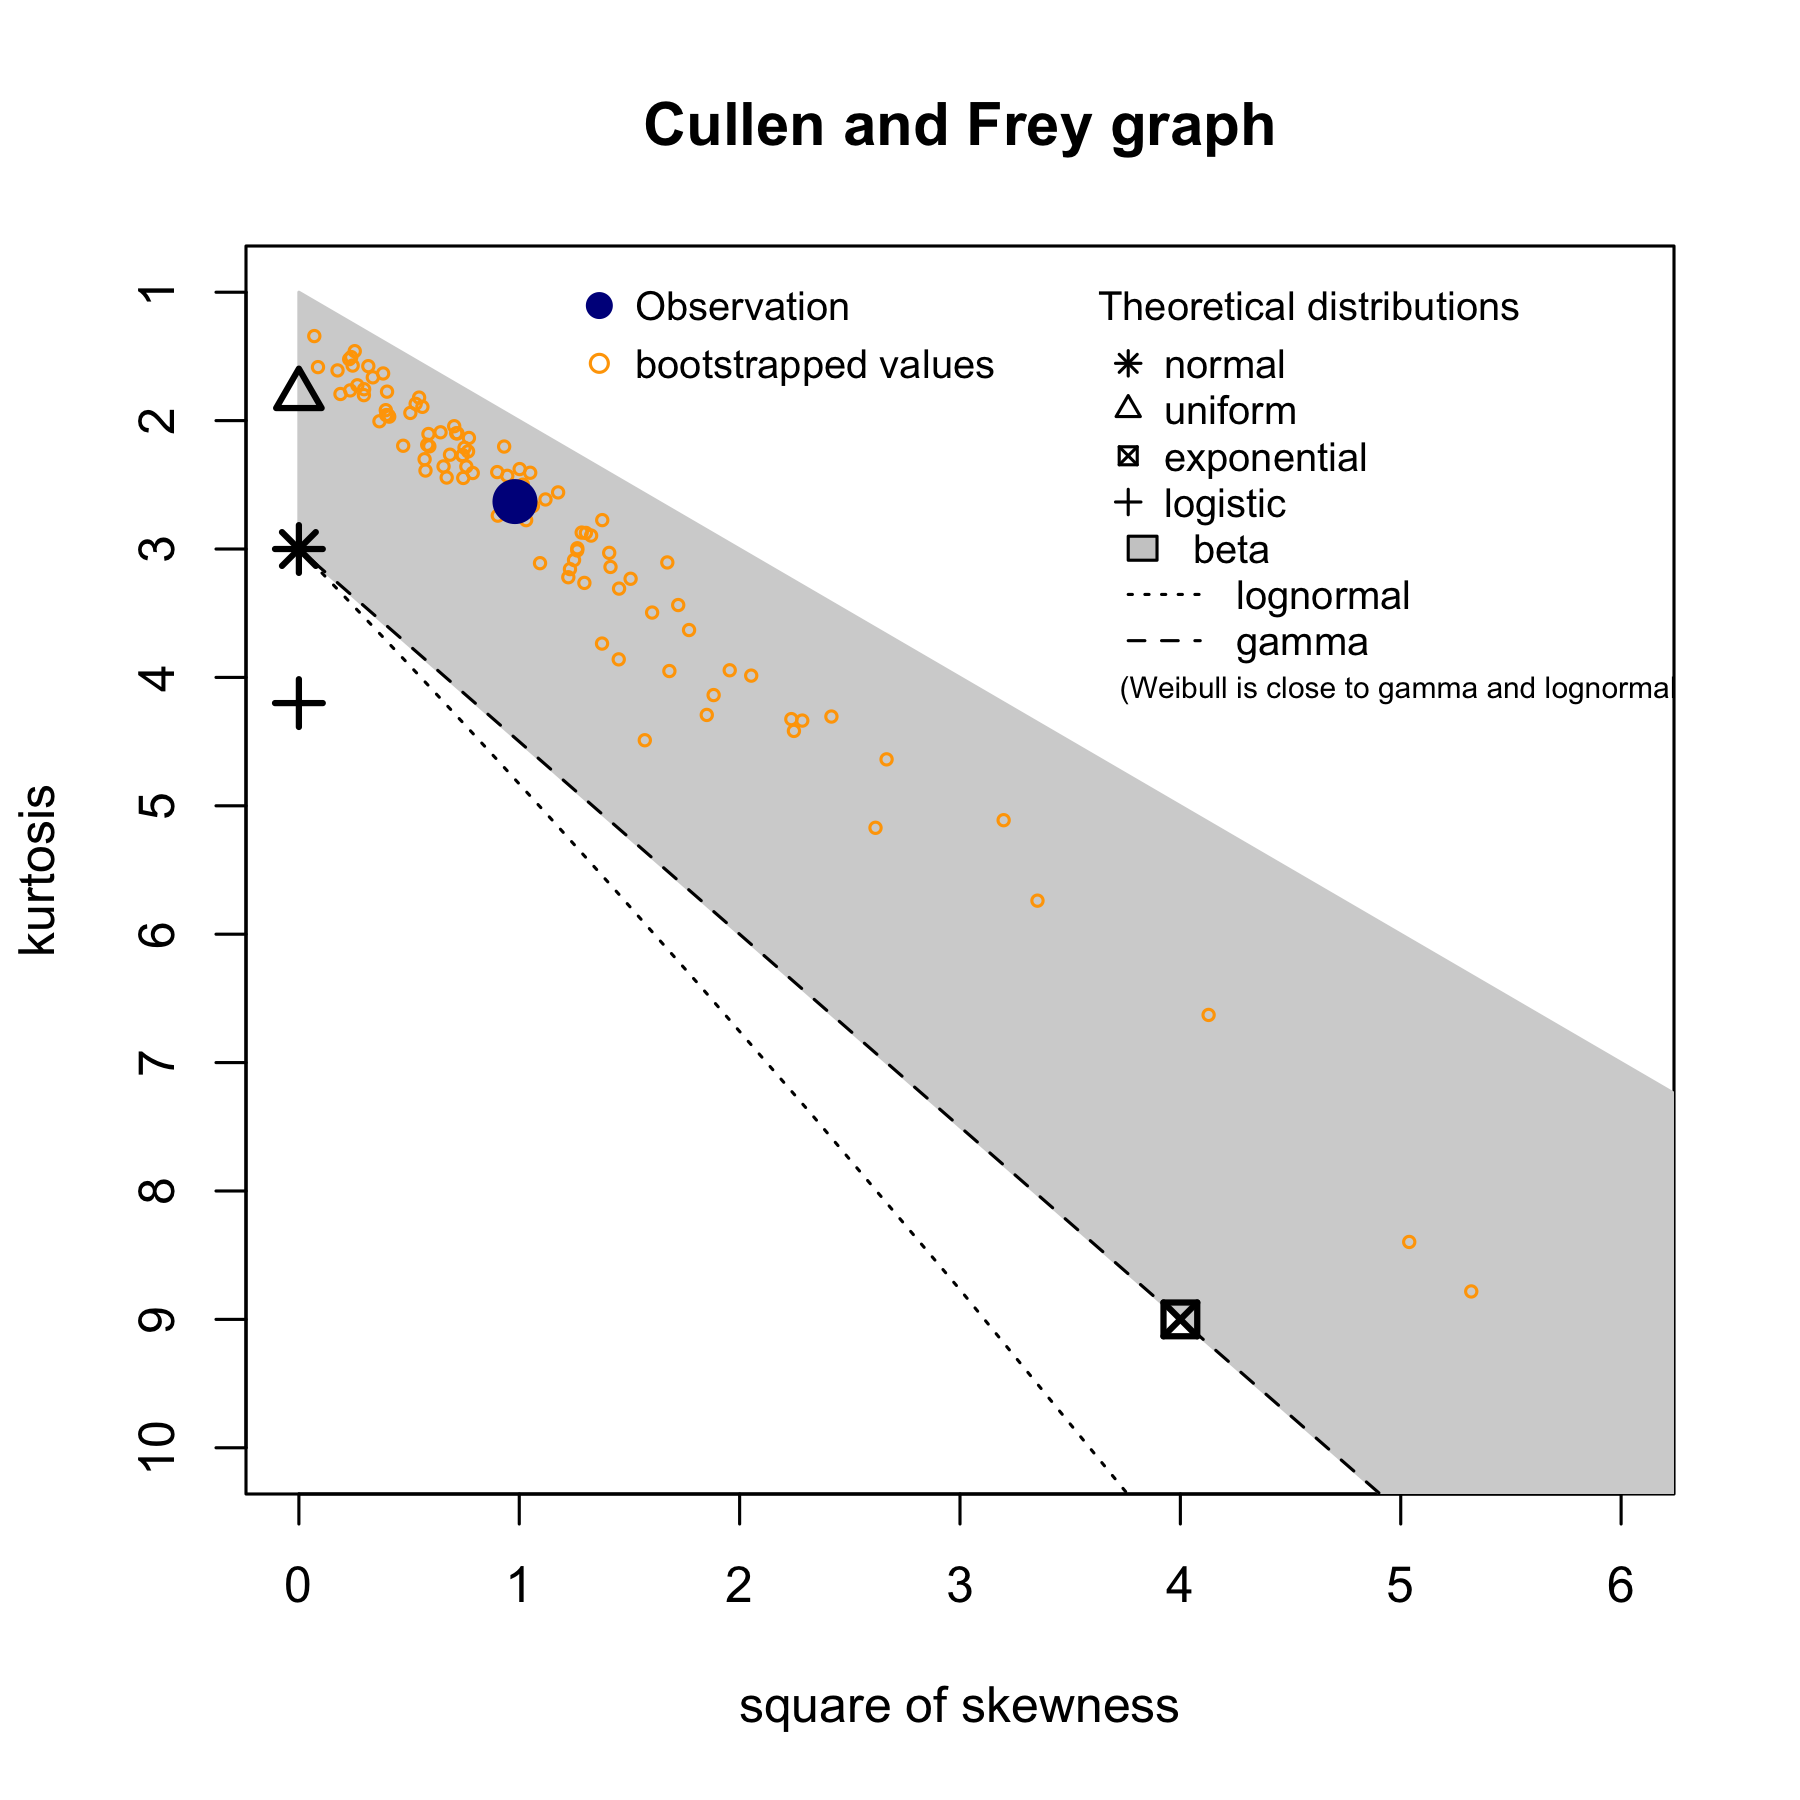 Cullen and Frey graph
Observation
bootstrapped values
Theoretical distributions
normal
uniform
exponential
logistic
beta
lognormal
gamma
(Weibull is close to gamma and lognormal
kurtosis
1
2
3
4
5
6
7
8
9
10
0 1 2 3 4 5 6
square of skewness